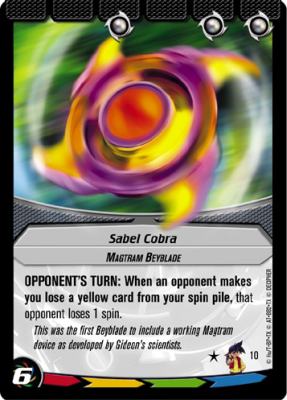 Sabel Cobra
MAGTRAM BEYBLADE
OPPONENT'S TURN: When an opponent makes
you lose a yellow card from your spin pile, that
opponent loses 1 spin.
This was the first Beyblade to include a working Magtram
device as developed by Gideon's scientists.
10
6